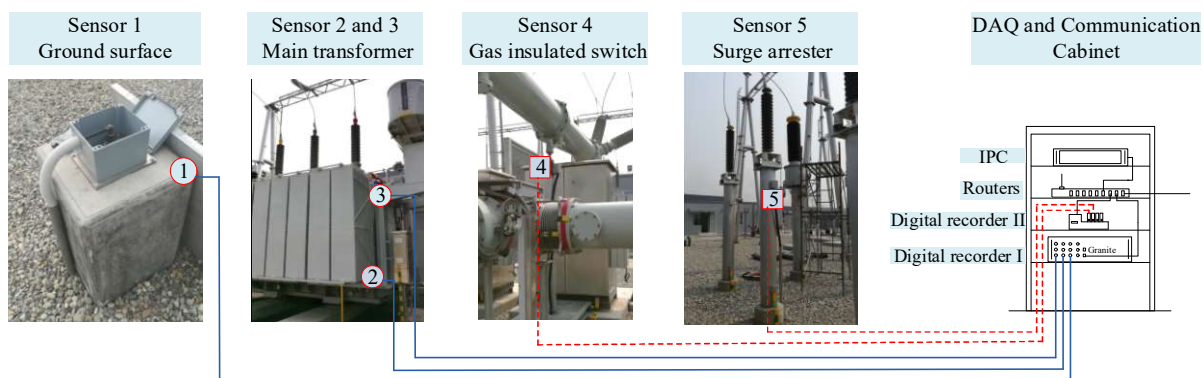 Sensor 1
Ground surface
Sensor 2 and 3
Main transformer
Sensor 4
Gas insulated switch
Sensor 5
Surge arrester
DAQ and Communication
Cabinet
1
3
2
4
5
IPC
Routers
Digital recorder II
Digital recorder I
Granite